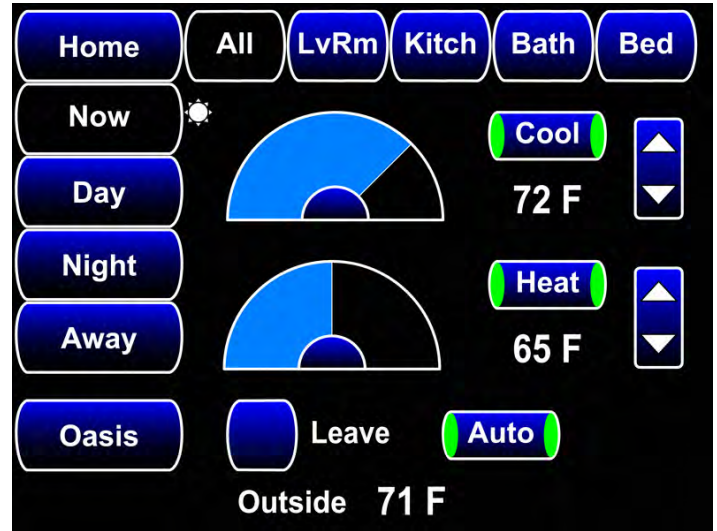 Home All LvRm Kitch Bath Bed
Now
Cool
Day
72 F
Night
Heat
Away
65 F
Oasis
Leave
Auto
Outside 71 F